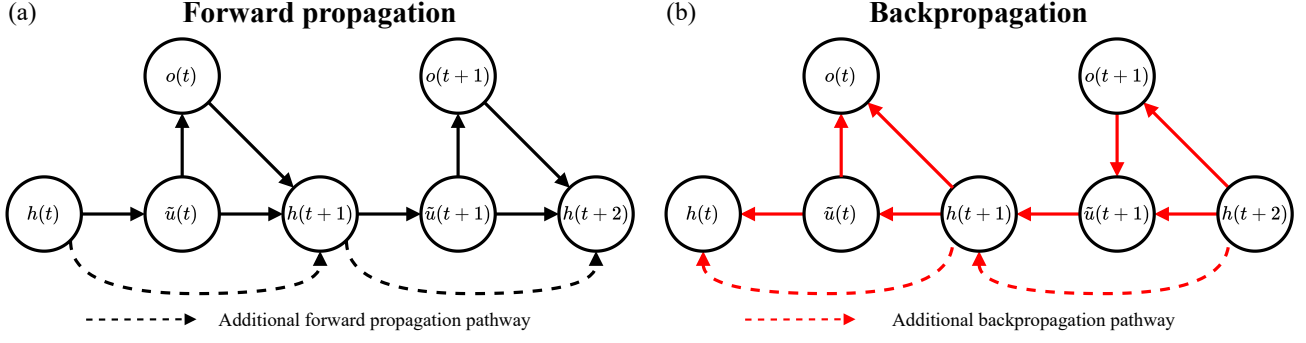 (a) Forward propagation
o(t) o(t + 1)
h(t) ũ(t) h(t + 1) ũ(t + 1) h(t + 2)
Additional forward propagation pathway
(b) Backpropagation
o(t) o(t + 1)
h(t) ũ(t) h(t + 1) ũ(t + 1) h(t + 2)
Additional backpropagation pathway